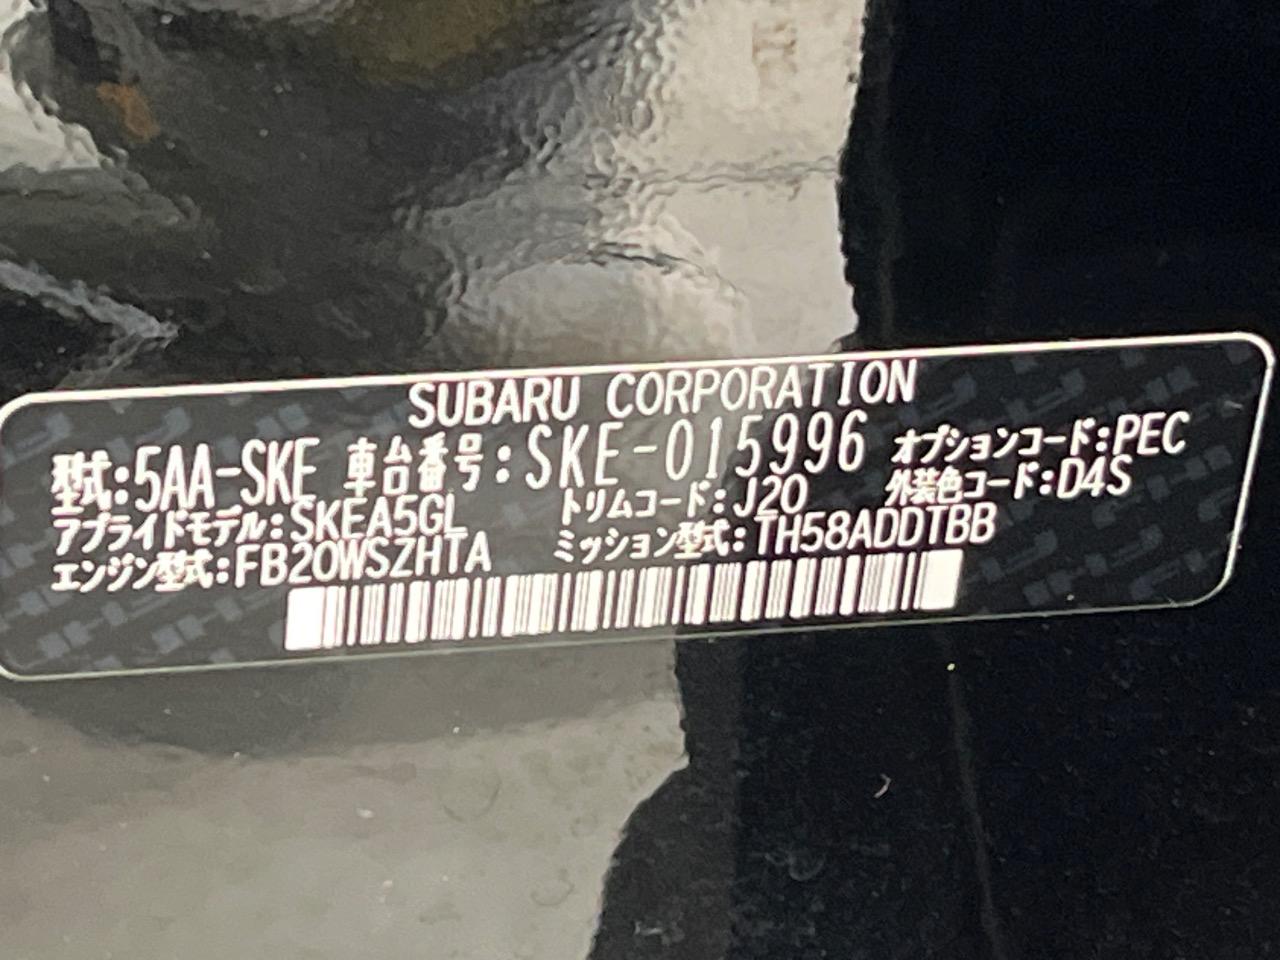 SUBARU CORPORATION
型式:5AA-SKE 車台番号:SKE-015996 オプションコード:PEC
アプライドモデル:SKEA5GL トリムコード:J20 外装色コード:D4S
エンジン型式:FB20WSZHTA ミッション型式:TH58ADDTBB